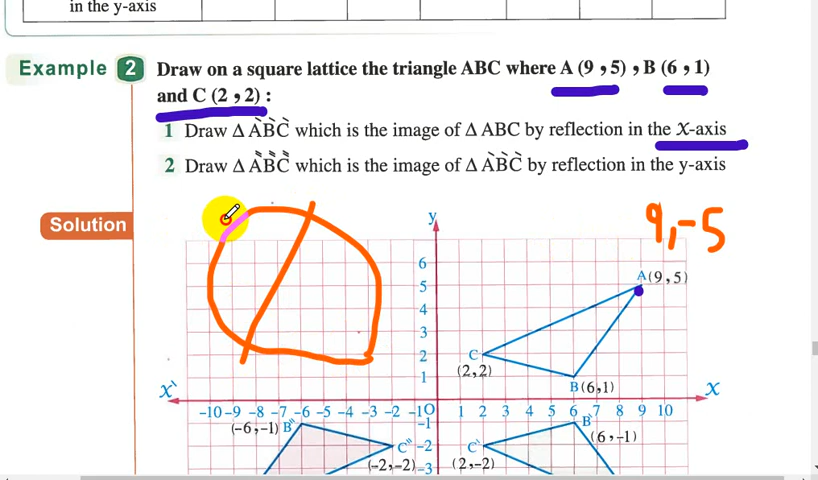 in the y-axis
Example 2 Draw on a square lattice the triangle ABC where A (9 , 5) , B (6 , 1)
and C (2 , 2) :
1 Draw Δ A`B`C` which is the image of Δ ABC by reflection in the X-axis
2 Draw Δ A``B``C`` which is the image of Δ A`B`C` by reflection in the y-axis
Solution
9,-5
y
6
A(9,5)
5
4
3
C 2
(2,2)
1
B(6,1)
X` X
-10 -9 -8 -7 -6 -5 -4 -3 -2 -1 O 1 2 3 4 5 6 7 8 9 10
(-6,-1) B`` -1 B`
(6,-1)
C`` -2 C`
(-2,-2) -3 (2,-2)